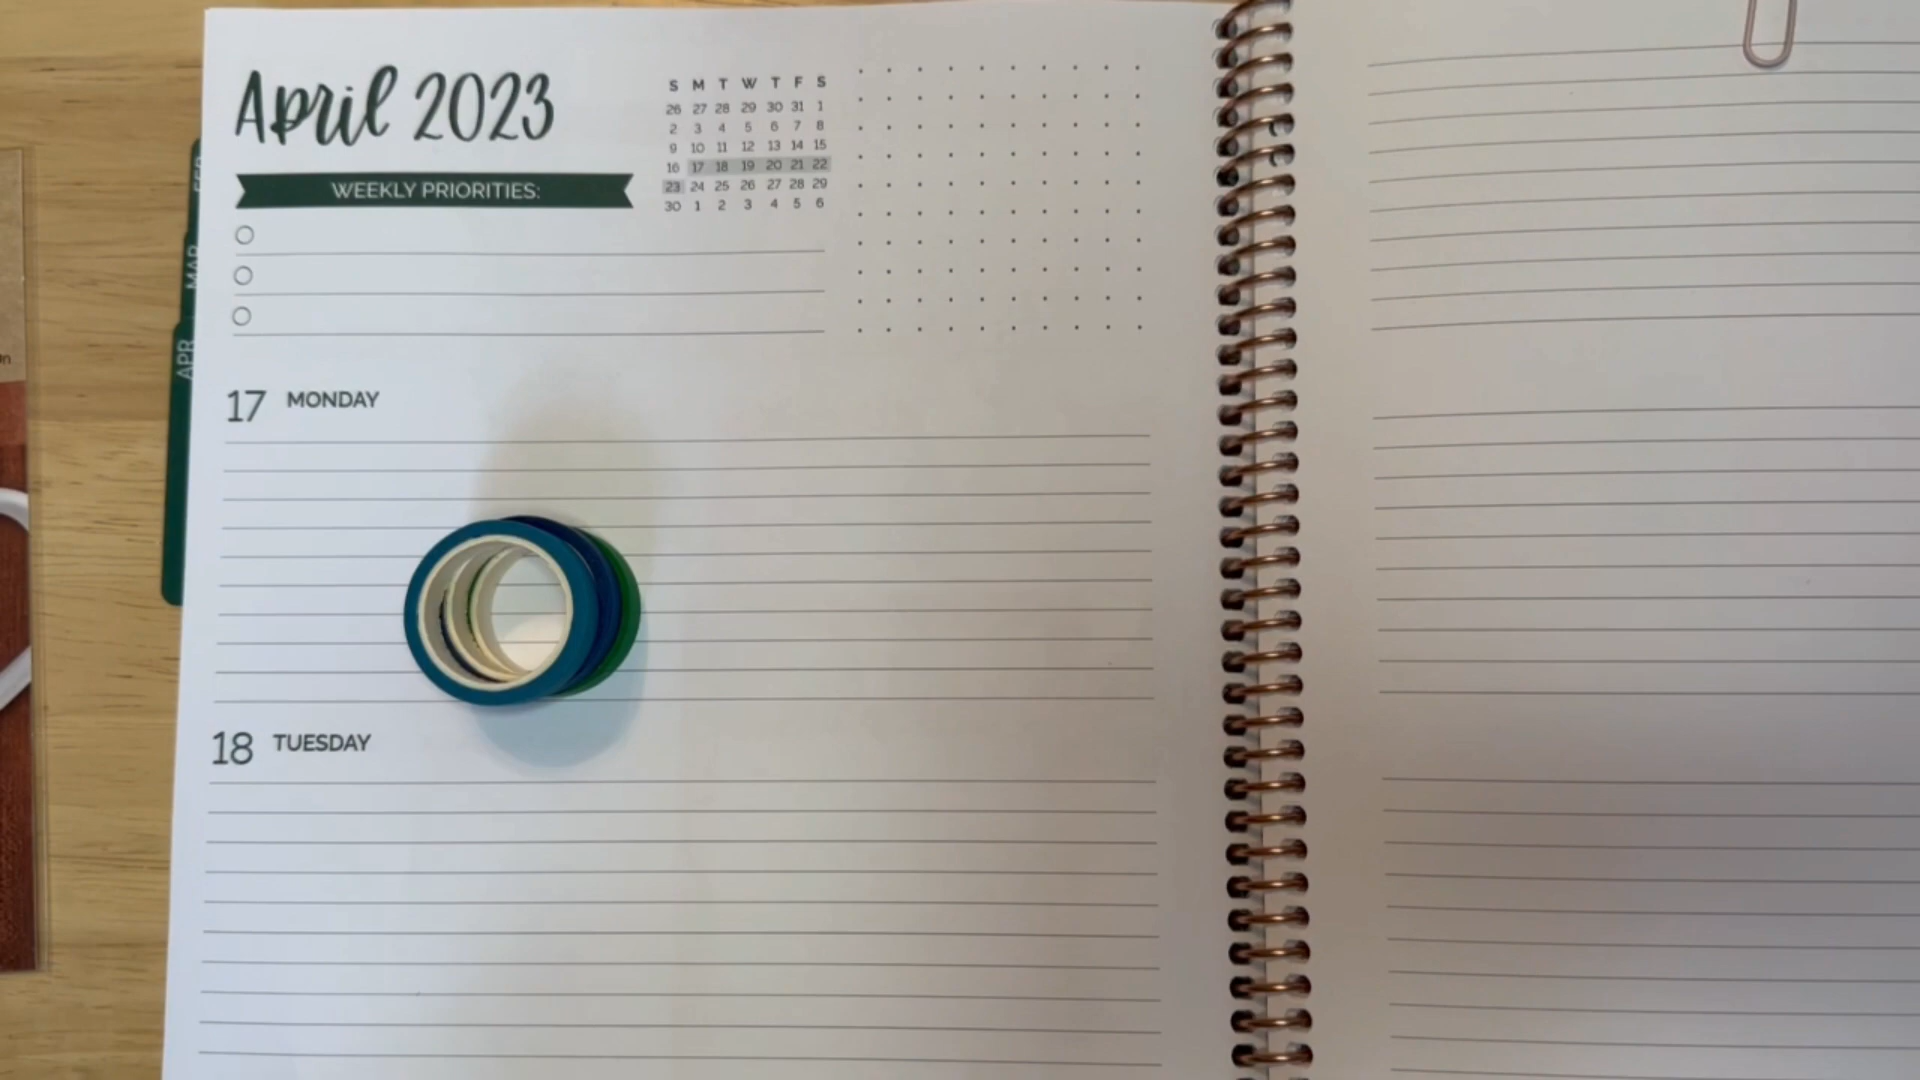 April 2023
WEEKLY PRIORITIES:
S M T W T F S
26 27 28 29 30 31 1
2 3 4 5 6 7 8
9 10 11 12 13 14 15
16 17 18 19 20 21 22
23 24 25 26 27 28 29
30 1 2 3 4 5 6
17 MONDAY
18 TUESDAY
FEB
MAR
APR